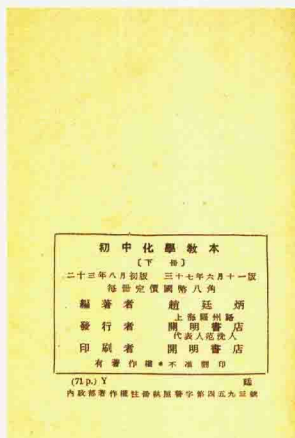 初中化學教本
〔下冊〕
二十三年八月初版 三十七年六月十一版
每冊定價國幣八角
編著者 趙廷炳
上海福州路
發行者 開明書店
代表人范洗人
印刷者 開明書店
有著作權＊不准翻印
(71 p.) Y
內政部著作權註冊執照警字第四五九三號